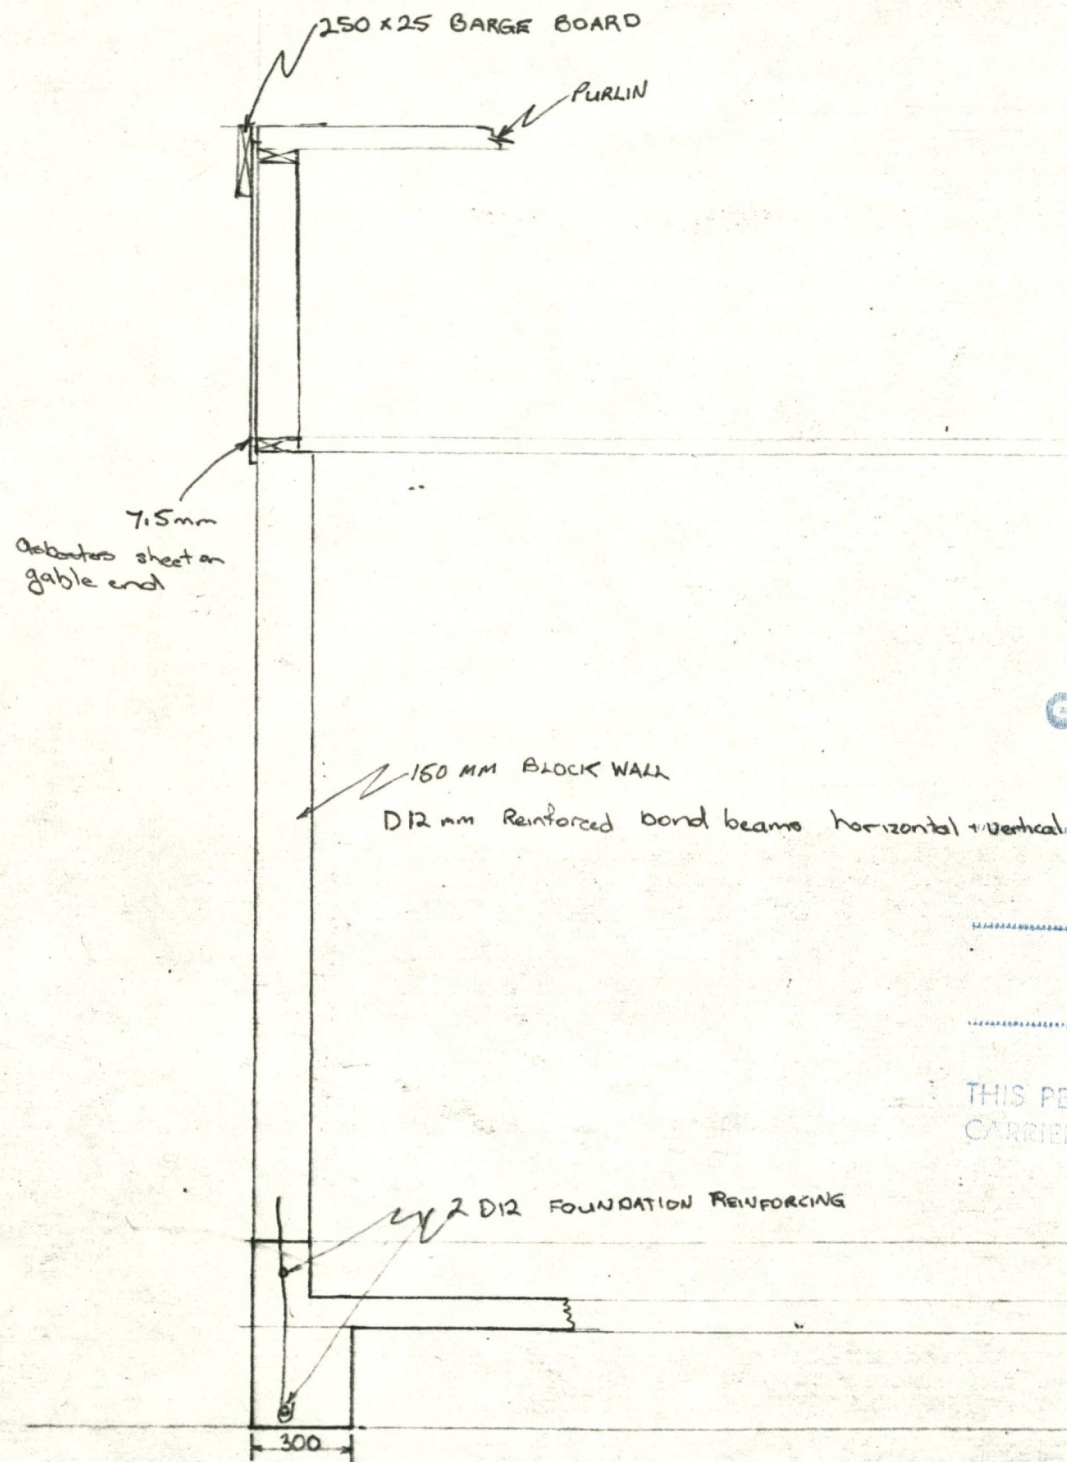 250 x 25 BARGE BOARD
PURLIN
7.5mm
Asbestos sheet on
gable end
150 MM BLOCK WALL
D12 mm Reinforced bond beams horizontal + vertical
THIS PE
CARRIE
2 D12 FOUNDATION REINFORCING
300